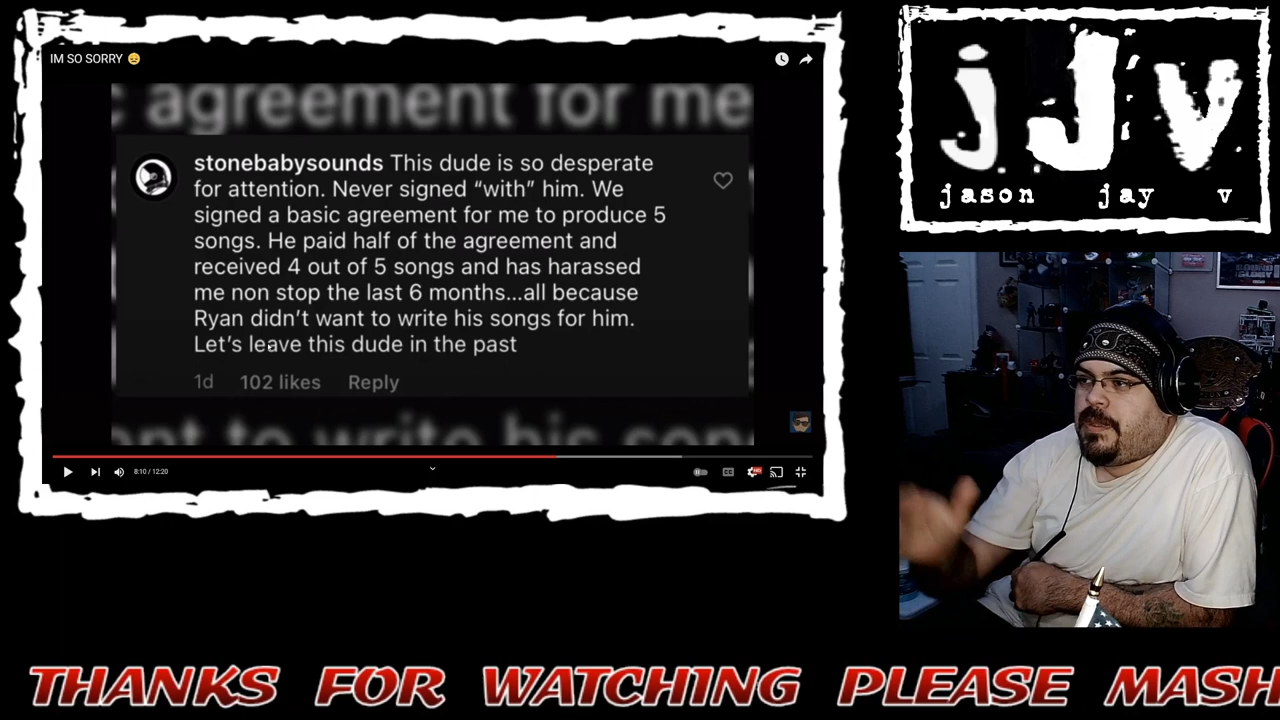 IM SO SORRY 😔
c agreement for me
stonebabysounds This dude is so desperate
for attention. Never signed “with” him. We
signed a basic agreement for me to produce 5
songs. He paid half of the agreement and
received 4 out of 5 songs and has harassed
me non stop the last 6 months...all because
Ryan didn’t want to write his songs for him.
Let’s leave this dude in the past
1d 102 likes Reply
to write his
8:10 / 12:20
jJv
jason jay v
THANKS FOR WATCHING PLEASE MASH